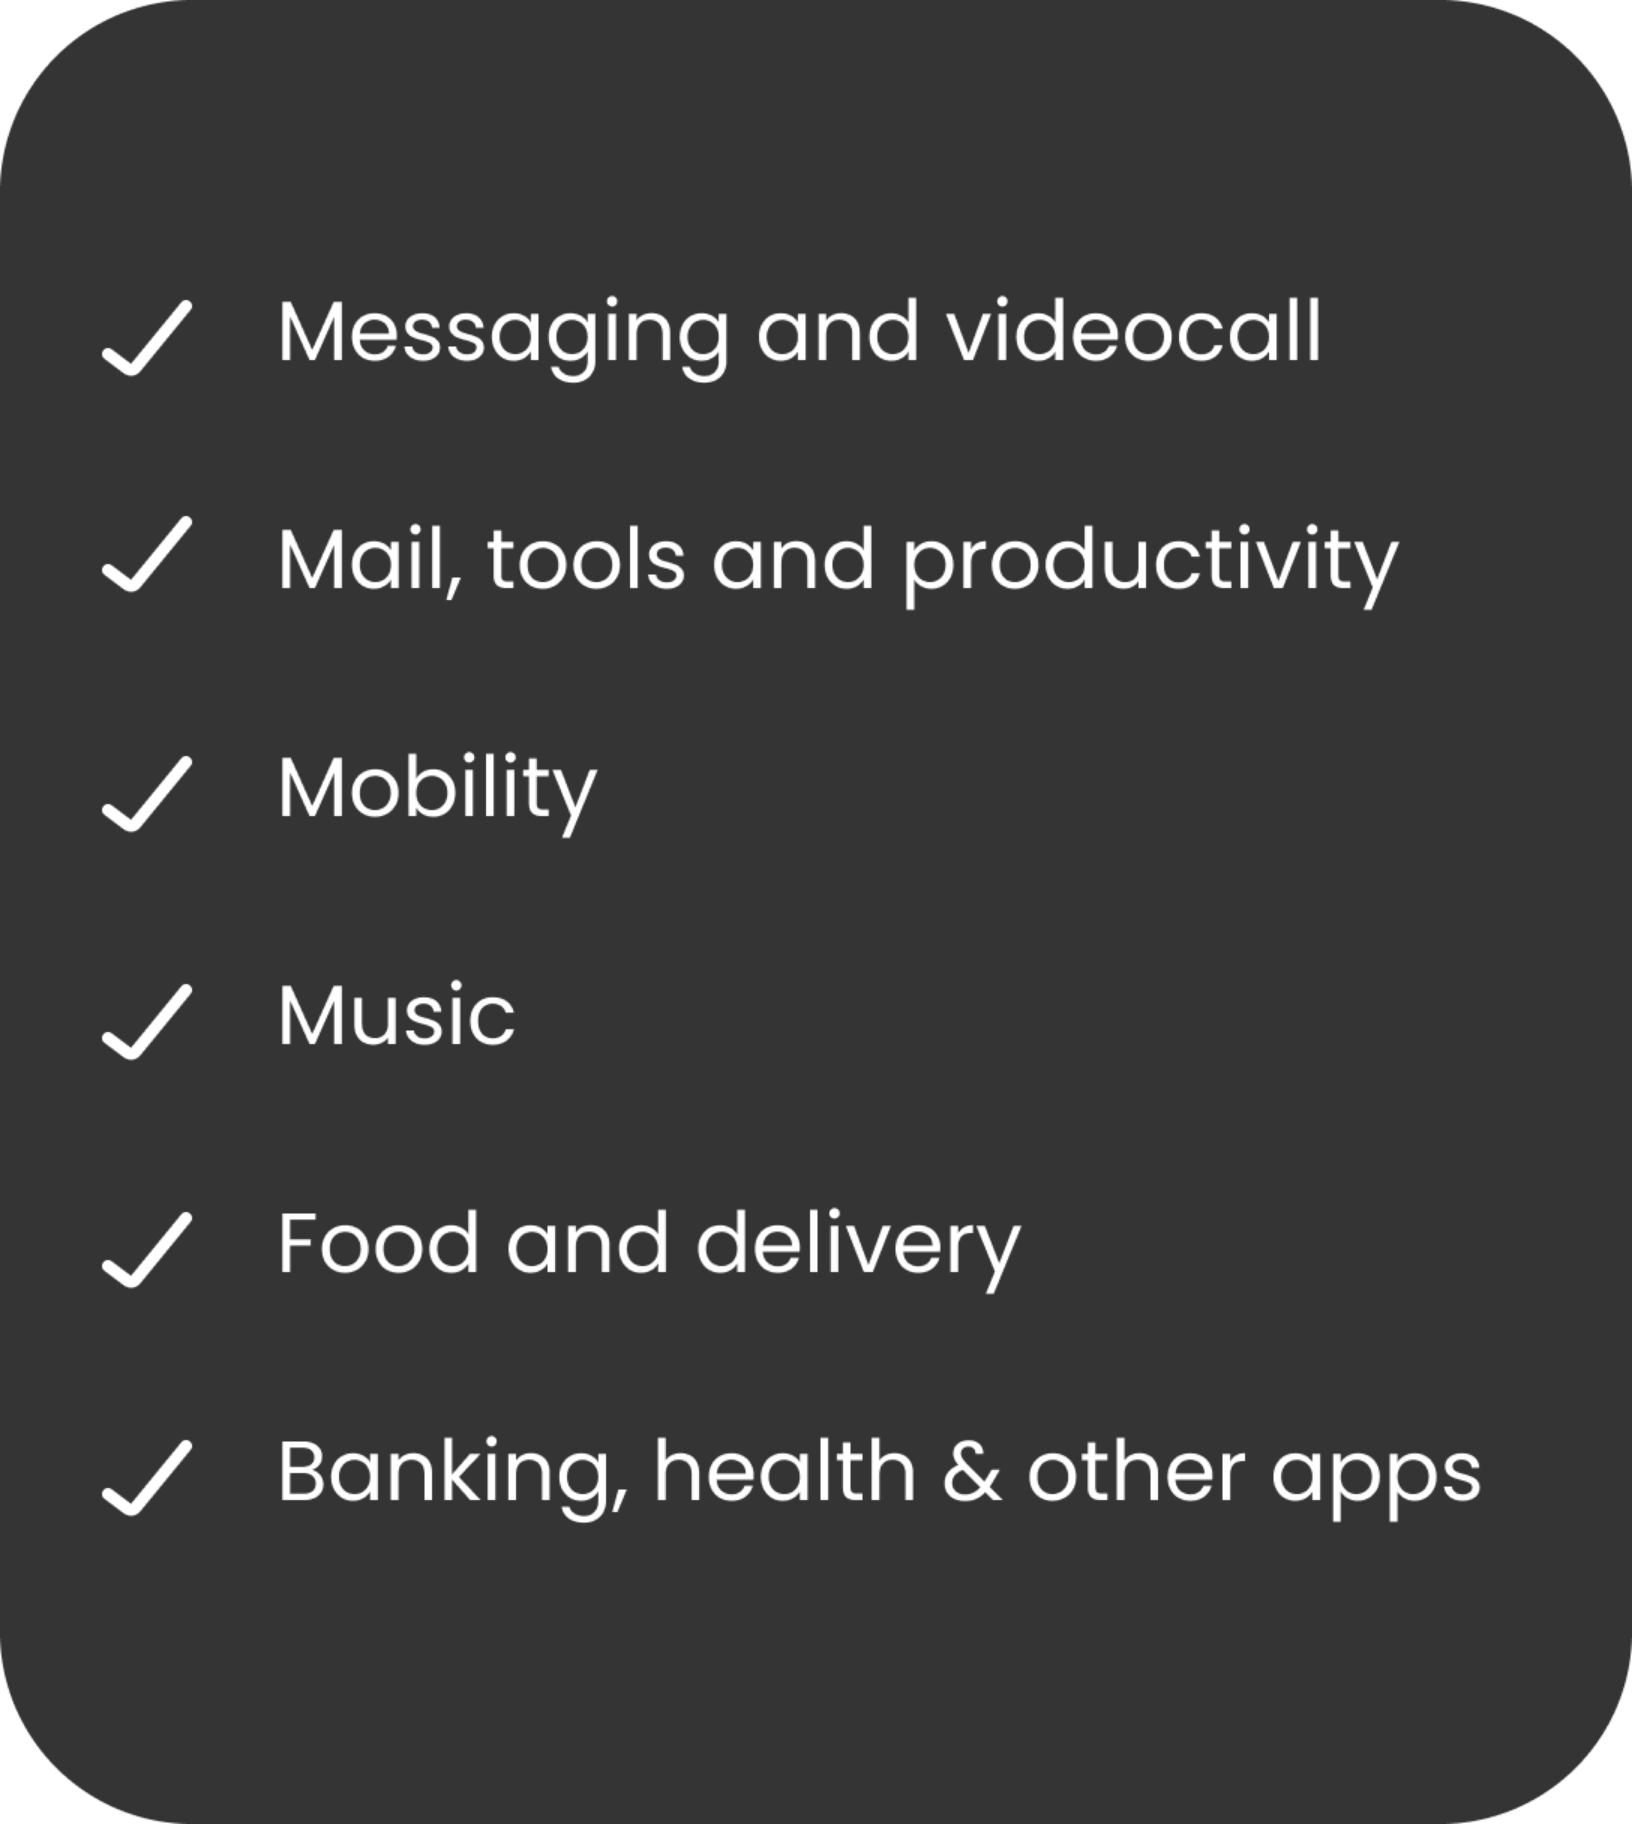 Messaging and videocall
Mail, tools and productivity
Mobility
Music
Food and delivery
Banking, health & other apps